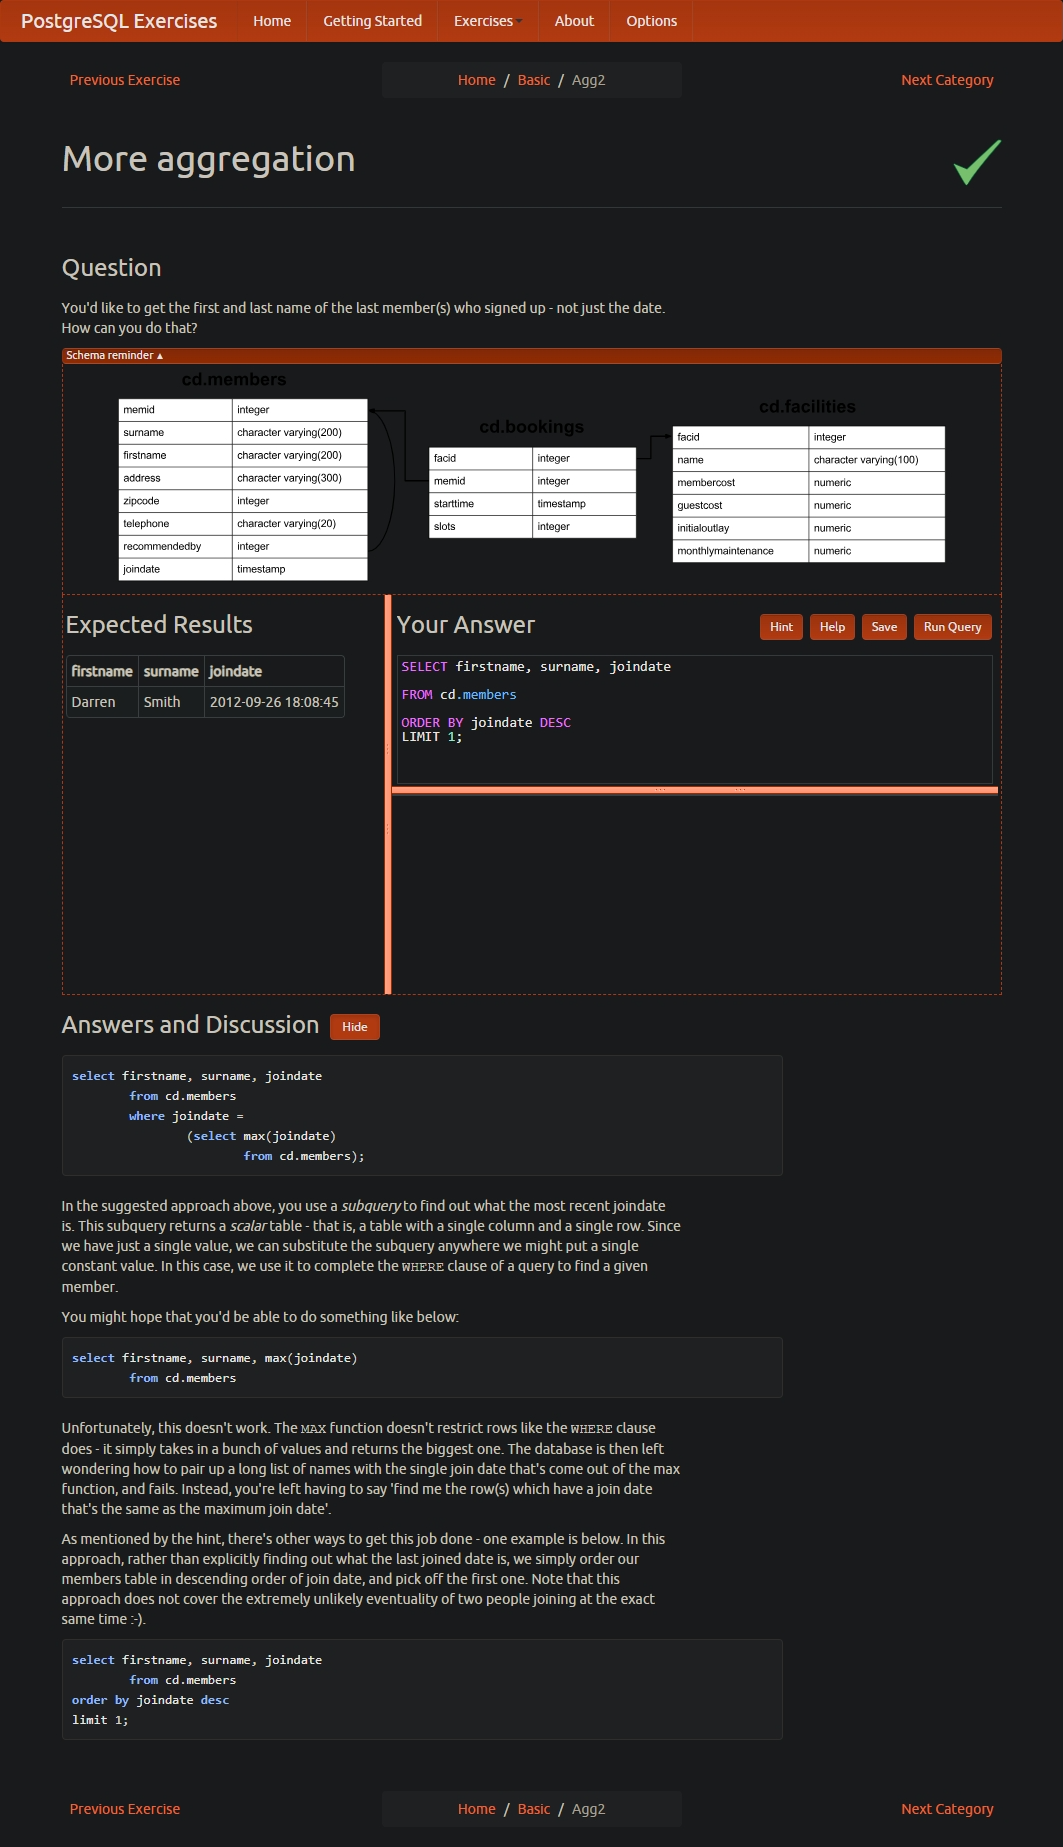 PostgreSQL Exercises Home Getting Started Exercises About Options
Previous Exercise Home / Basic / Agg2 Next Category
More aggregation
Question
You'd like to get the first and last name of the last member(s) who signed up - not just the date.
How can you do that?
Schema reminder ▴
cd.members
memid integer
surname character varying(200)
firstname character varying(200)
address character varying(300)
zipcode integer
telephone character varying(20)
recommendedby integer
joindate timestamp
cd.bookings
facid integer
memid integer
starttime timestamp
slots integer
cd.facilities
facid integer
name character varying(100)
membercost numeric
guestcost numeric
initialoutlay numeric
monthlymaintenance numeric
Expected Results
firstname surname joindate
Darren Smith 2012-09-26 18:08:45
Your Answer Hint Help Save Run Query
SELECT firstname, surname, joindate
FROM cd.members
ORDER BY joindate DESC
LIMIT 1;
Answers and Discussion Hide
select firstname, surname, joindate
from cd.members
where joindate =
(select max(joindate)
from cd.members);
In the suggested approach above, you use a subquery to find out what the most recent joindate
is. This subquery returns a scalar table - that is, a table with a single column and a single row. Since
we have just a single value, we can substitute the subquery anywhere we might put a single
constant value. In this case, we use it to complete the WHERE clause of a query to find a given
member.
You might hope that you'd be able to do something like below:
select firstname, surname, max(joindate)
from cd.members
Unfortunately, this doesn't work. The MAX function doesn't restrict rows like the WHERE clause
does - it simply takes in a bunch of values and returns the biggest one. The database is then left
wondering how to pair up a long list of names with the single join date that's come out of the max
function, and fails. Instead, you're left having to say 'find me the row(s) which have a join date
that's the same as the maximum join date'.
As mentioned by the hint, there's other ways to get this job done - one example is below. In this
approach, rather than explicitly finding out what the last joined date is, we simply order our
members table in descending order of join date, and pick off the first one. Note that this
approach does not cover the extremely unlikely eventuality of two people joining at the exact
same time :-).
select firstname, surname, joindate
from cd.members
order by joindate desc
limit 1;
Previous Exercise Home / Basic / Agg2 Next Category